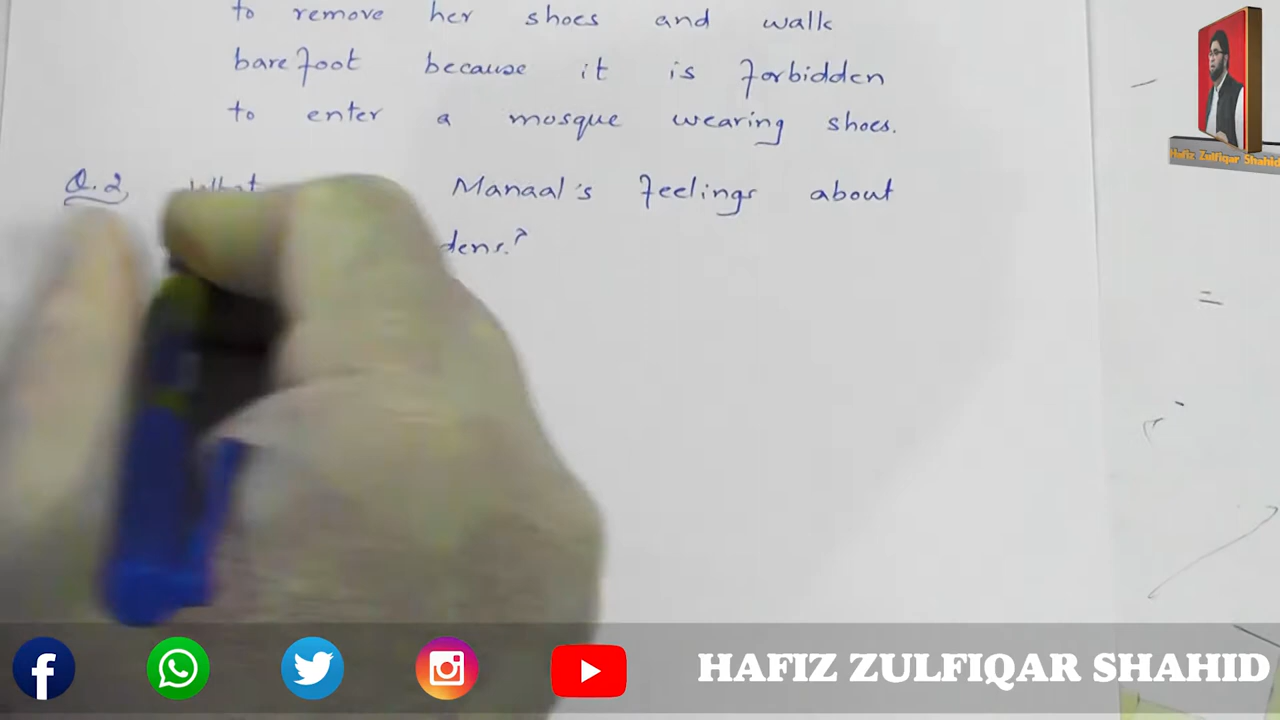 to remove her shoes and walk
barefoot because it is forbidden
to enter a mosque wearing shoes.
Q.2, What Manaal's feelings about
dens.?
Hafiz Zulfiqar Shahid
HAFIZ ZULFIQAR SHAHID